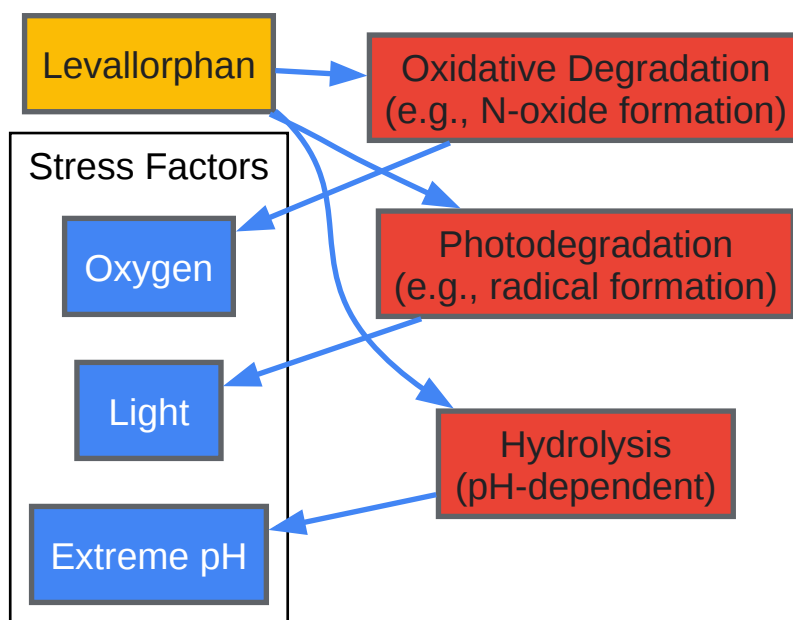 Levallorphan
Oxidative Degradation
(e.g., N-oxide formation)
Stress Factors
Oxygen
Photodegradation
(e.g., radical formation)
Light
Hydrolysis
(pH-dependent)
Extreme pH